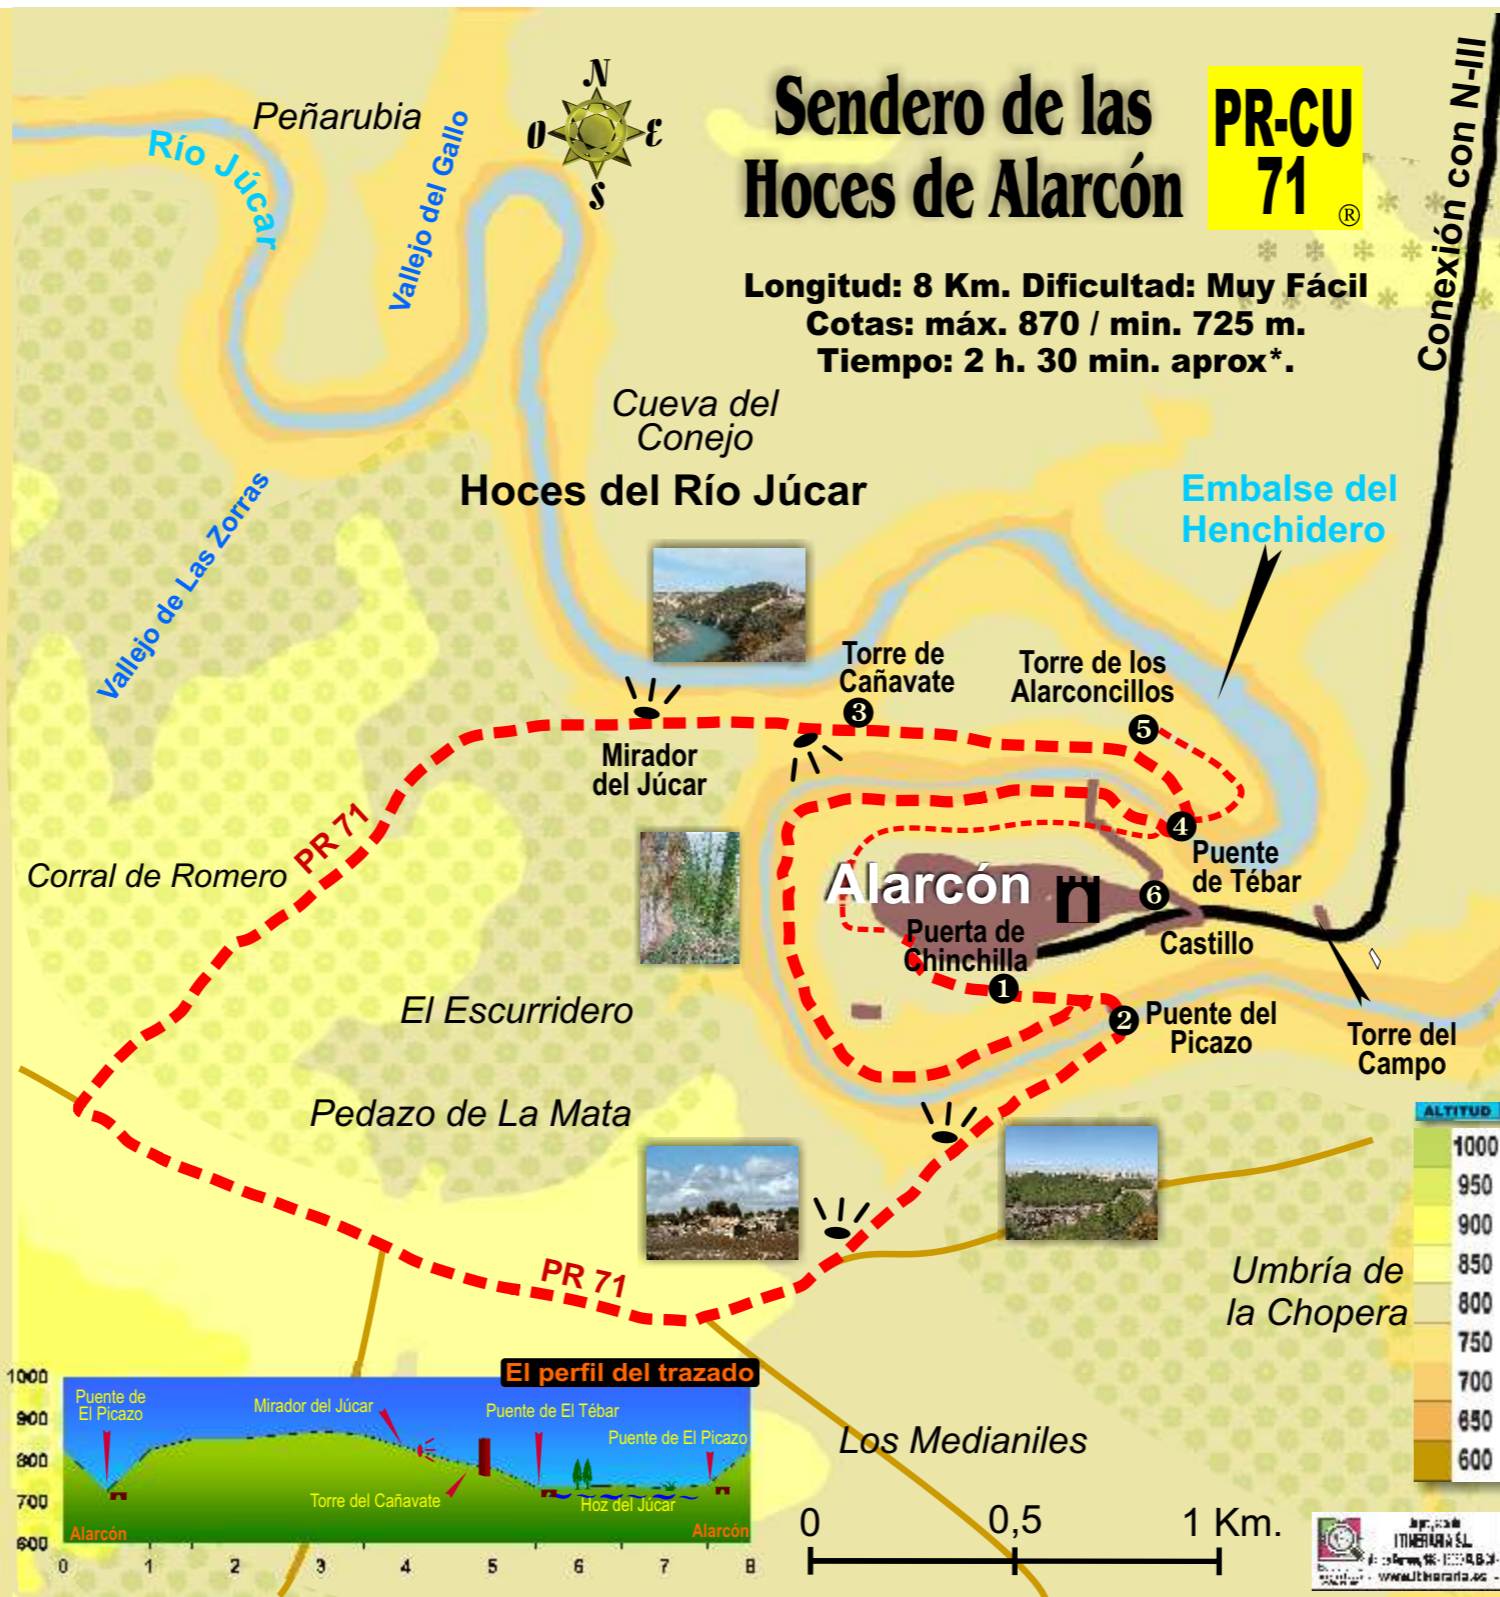 Sendero de las
Hoces de Alarcón
PR-CU
71
®
Longitud: 8 Km. Dificultad: Muy Fácil
Cotas: máx. 870 / min. 725 m.
Tiempo: 2 h. 30 min. aprox*.
Conexión con N-III
N
O
E
S
Peñarubia
Río Júcar
Vallejo del Gallo
Cueva del
Conejo
Hoces del Río Júcar
Embalse del
Henchidero
Vallejo de Las Zorras
Torre de
Cañavate
3
Torre de los
Alarconcillos
5
Mirador
del Júcar
PR 71
Corral de Romero
4
Puente
de Tébar
Alarcón
6
Castillo
Puerta de
Chinchilla
1
2
Puente del
Picazo
Torre del
Campo
El Escurridero
Pedazo de La Mata
PR 71
Umbría de
la Chopera
Los Medianiles
ALTITUD
1000
950
900
850
800
750
700
650
600
El perfil del trazado
1000
900
800
700
600
Puente de
El Picazo
Mirador del Júcar
Puente de El Tébar
Puente de El Picazo
Torre del Cañavate
Hoz del Júcar
Alarcón
Alarcón
0 1 2 3 4 5 6 7 8
0 0,5 1 Km.
ITINERARIA S.L.
www.itineraria.es